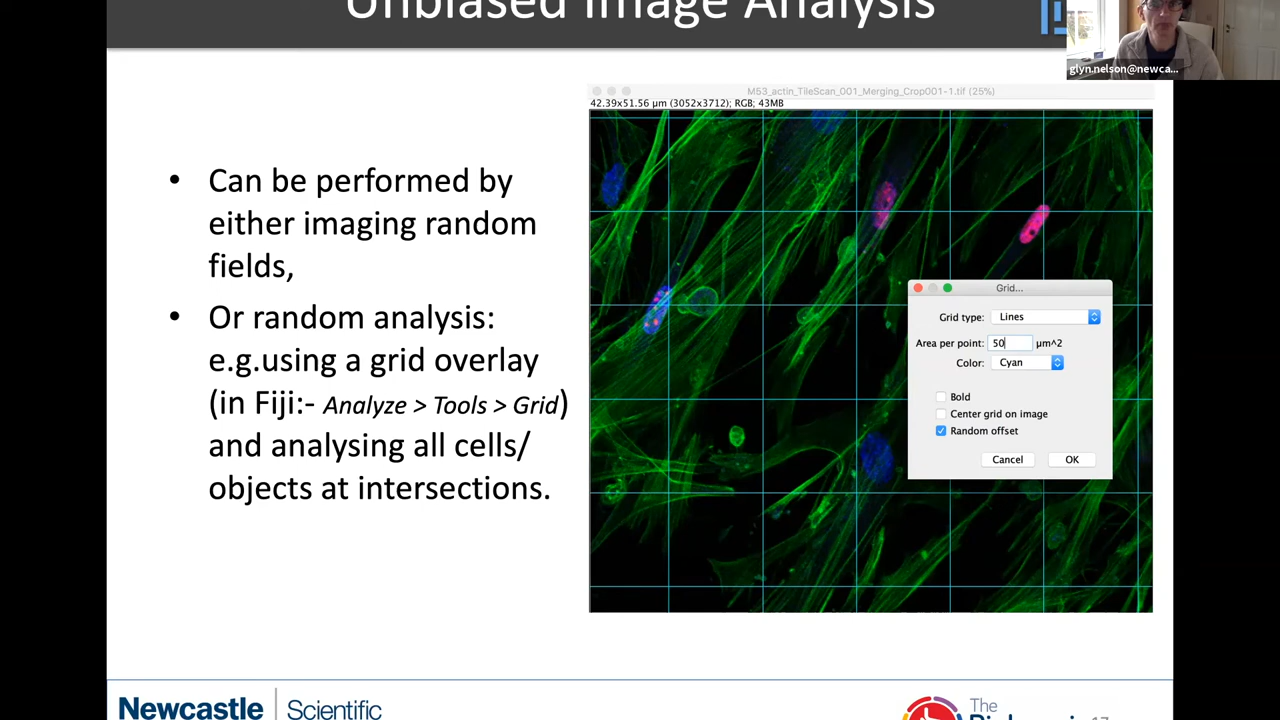 Unbiased Image Analysis
glyn.nelson@newca...
M53_actin_TileScan_001_Merging_Crop001-1.tif (25%)
42.39x51.56 µm (3052x3712); RGB; 43MB
• Can be performed by
either imaging random
fields,
• Or random analysis:
e.g.using a grid overlay
(in Fiji:- Analyze > Tools > Grid)
and analysing all cells/
objects at intersections.
Grid...
Grid type: Lines
Area per point: 50 µm^2
Color: Cyan
Bold
Center grid on image
Random offset
Cancel OK
Newcastle
Scientific
The
17